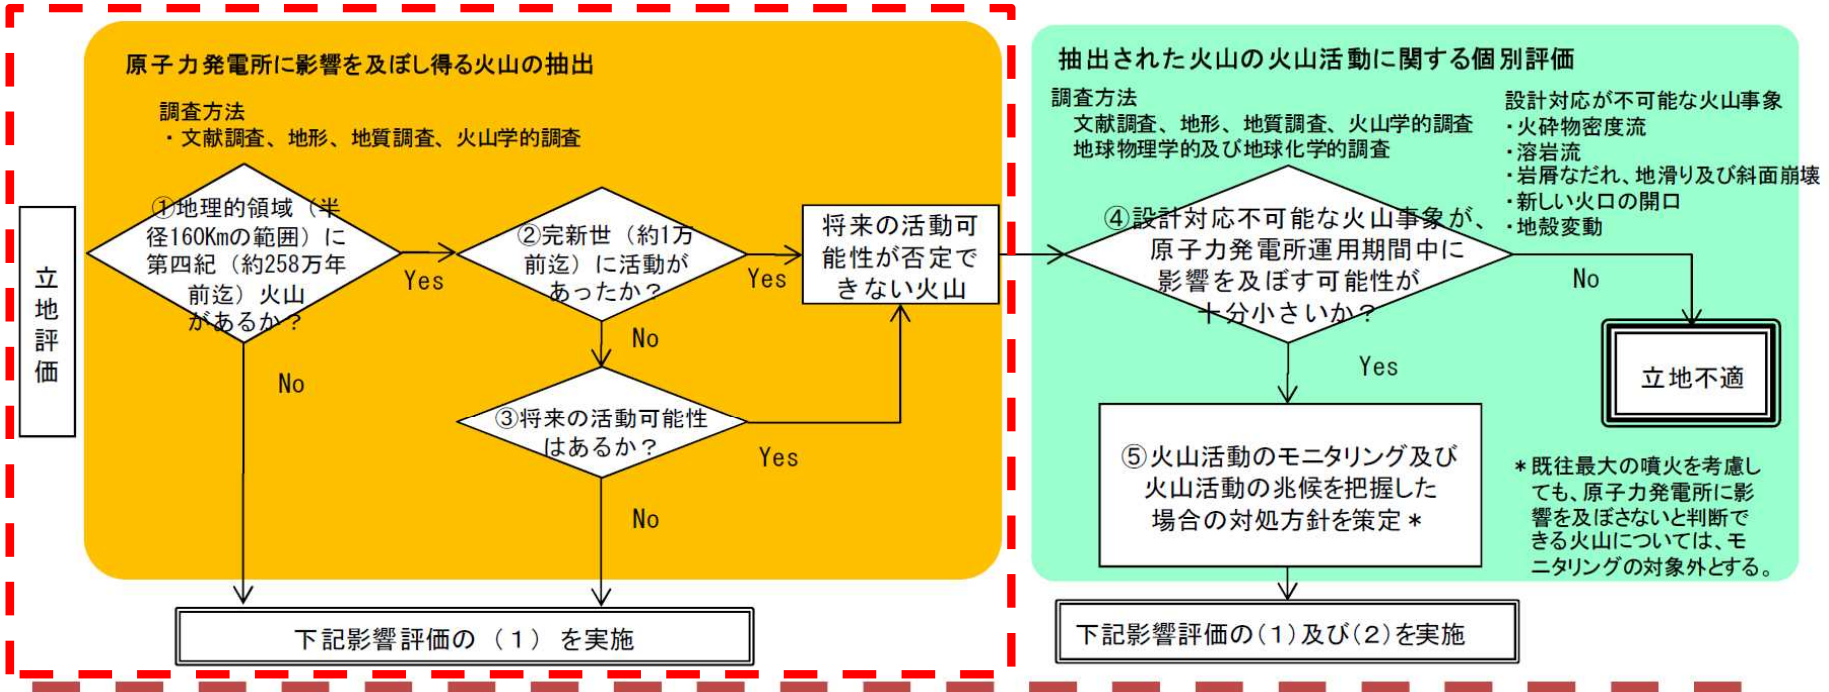 立地評価
原子力発電所に影響を及ぼし得る火山の抽出
調査方法
・文献調査、地形、地質調査、火山学的調査
①地理的領域（半
径160Kmの範囲）に
第四紀（約258万年
前迄）火山
があるか？
Yes
No
②完新世（約1万
前迄）に活動が
あったか？
Yes
No
③将来の活動可能性
はあるか？
Yes
No
将来の活動可
能性が否定で
きない火山
下記影響評価の（１）を実施
抽出された火山の火山活動に関する個別評価
調査方法
文献調査、地形、地質調査、火山学的調査
地球物理学的及び地球化学的調査
設計対応が不可能な火山事象
・火砕物密度流
・溶岩流
・岩屑なだれ、地滑り及び斜面崩壊
・新しい火口の開口
・地殻変動
④設計対応不可能な火山事象が、
原子力発電所運用期間中に
影響を及ぼす可能性が
十分小さいか？
No
Yes
立地不適
⑤火山活動のモニタリング及び
火山活動の兆候を把握した
場合の対処方針を策定＊
＊既往最大の噴火を考慮し
ても、原子力発電所に影
響を及ぼさないと判断で
きる火山については、モ
ニタリングの対象外とする。
下記影響評価の(１)及び(２)を実施